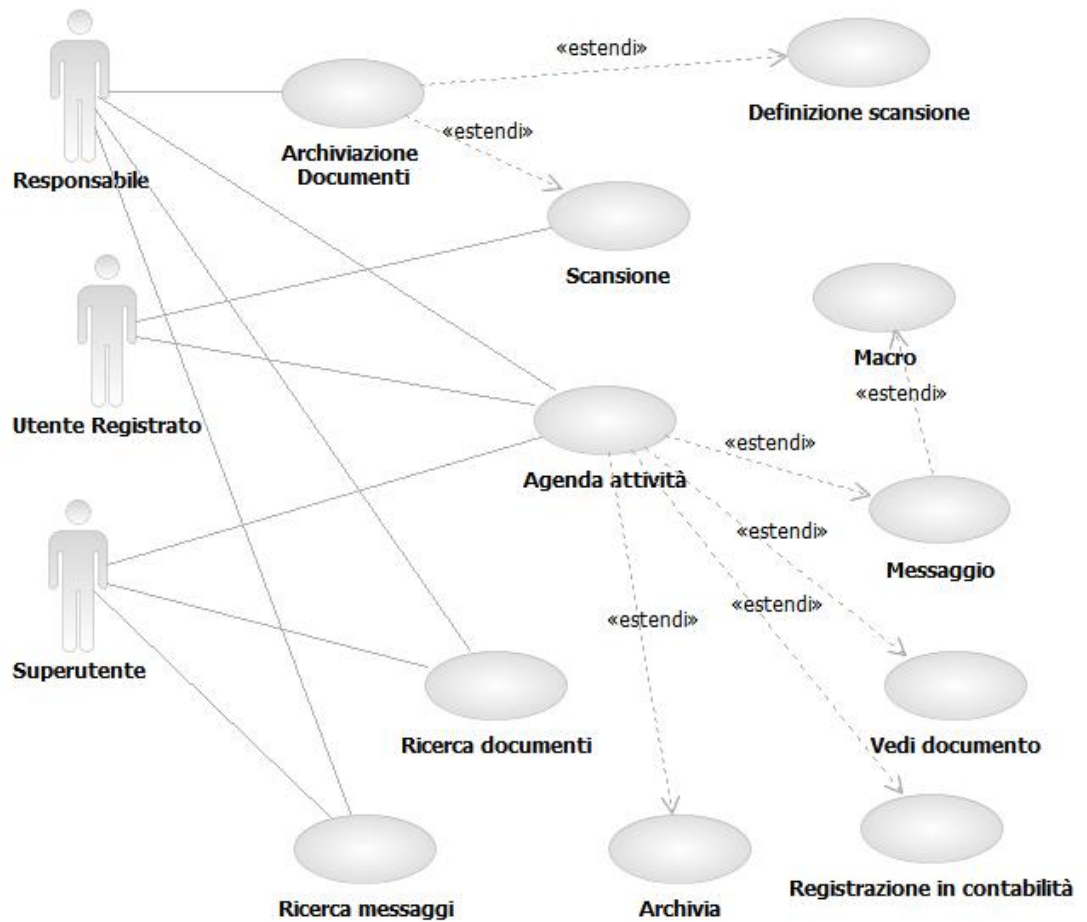 «estendi»
Definizione scansione
«estendi»
Archiviazione
Documenti
Responsabile
Scansione
Macro
«estendi»
Utente Registrato
«estendi»
Agenda attività
«estendi»
Messaggio
«estendi»
«estendi»
Superutente
Ricerca documenti
Vedi documento
Registrazione in contabilità
Ricerca messaggi
Archivia